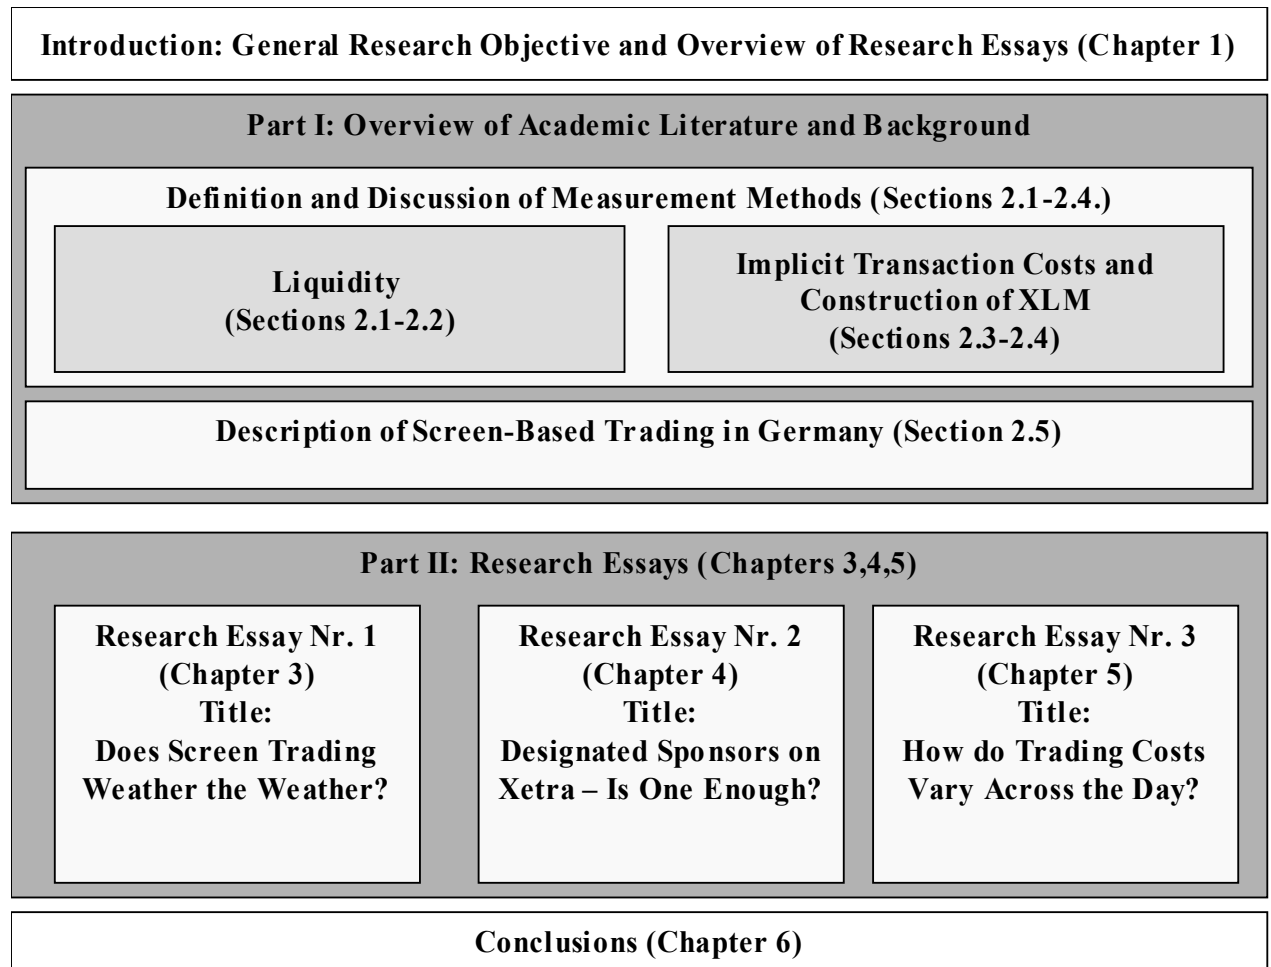 Introduction: General Research Objective and Overview of Research Essays (Chapter 1)
Part I: Overview of Academic Literature and Background
Definition and Discussion of Measurement Methods (Sections 2.1-2.4.)
Liquidity
(Sections 2.1-2.2)
Implicit Transaction Costs and
Construction of XLM
(Sections 2.3-2.4)
Description of Screen-Based Trading in Germany (Section 2.5)
Part II: Research Essays (Chapters 3,4,5)
Research Essay Nr. 1
(Chapter 3)
Title:
Does Screen Trading
Weather the Weather?
Research Essay Nr. 2
(Chapter 4)
Title:
Designated Sponsors on
Xetra – Is One Enough?
Research Essay Nr. 3
(Chapter 5)
Title:
How do Trading Costs
Vary Across the Day?
Conclusions (Chapter 6)